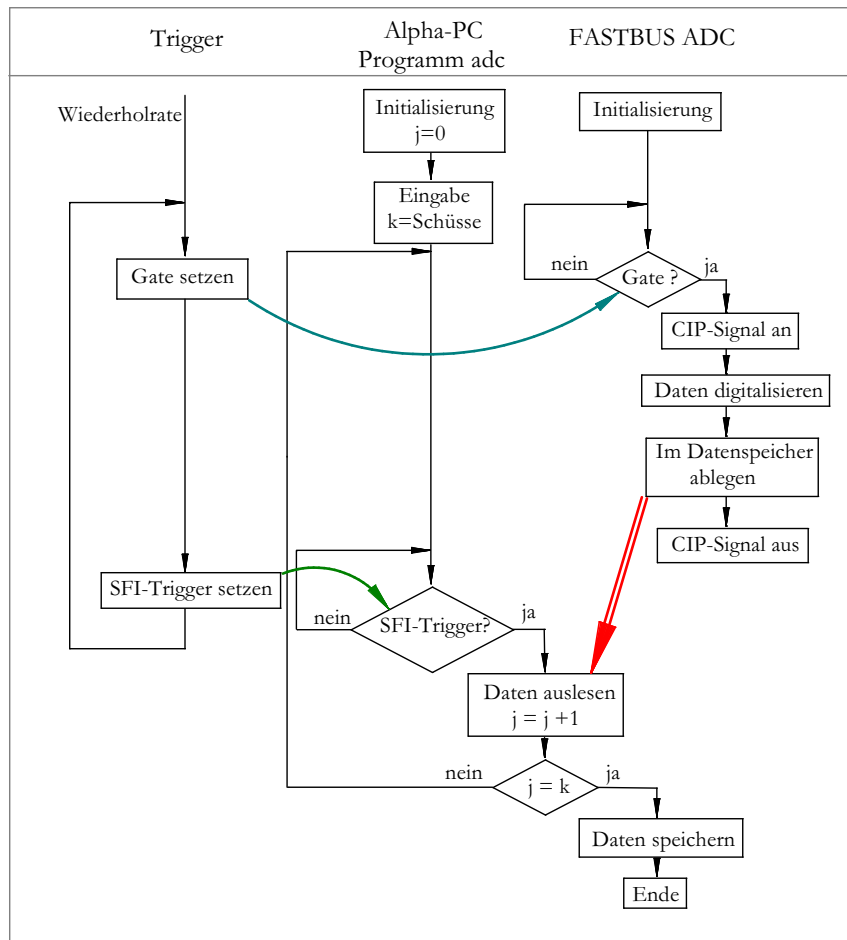 Trigger
Alpha-PC
Programm adc
FASTBUS ADC
Wiederholrate
Initialisierung
j=0
Initialisierung
Eingabe
k=Schüsse
Gate setzen
nein
Gate ?
ja
CIP-Signal an
Daten digitalisieren
Im Datenspeicher
ablegen
CIP-Signal aus
SFI-Trigger setzen
nein
SFI-Trigger?
ja
Daten auslesen
j = j +1
nein
j = k
ja
Daten speichern
Ende